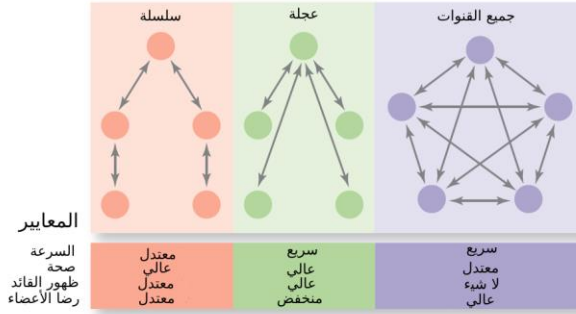 جميع القنوات
عجلة
سلسلة
المعايير
السرعة معتدل سريع سريع
صحة عالي عالي معتدل
ظهور القائد معتدل عالي لا شيء
رضا الأعضاء معتدل منخفض عالي